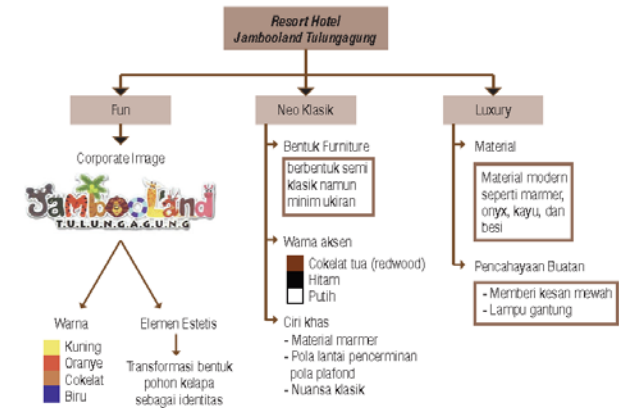 Resort Hotel
Jambooland Tulungagung
Fun
Neo Klasik
Luxury
Corporate Image
JambooLand
TULUNGAGUNG
Warna
Kuning
Oranye
Cokelat
Biru
Elemen Estetis
Transformasi bentuk
pohon kelapa
sebagai identitas
Bentuk Furniture
berbentuk semi
klasik namun
minim ukiran
Warna aksen
Cokelat tua (redwood)
Hitam
Putih
Ciri khas
- Material marmer
- Pola lantai pencerminan
pola plafond
- Nuansa klasik
Material
Material modern
seperti marmer,
onyx, kayu, dan
besi
Pencahayaan Buatan
- Memberi kesan mewah
- Lampu gantung